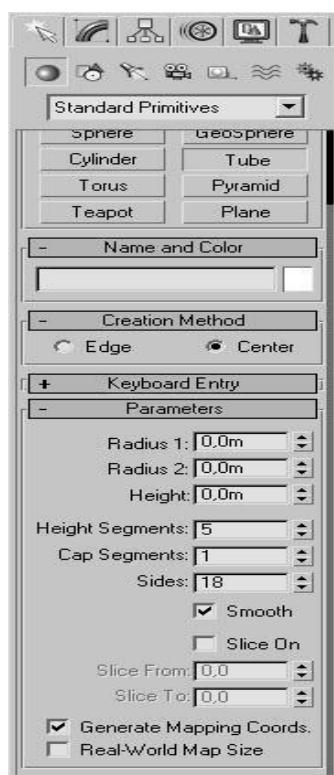 Standard Primitives
Sphere GeoSphere
Cylinder Tube
Torus Pyramid
Teapot Plane
- Name and Color
- Creation Method
Edge Center
+ Keyboard Entry
- Parameters
Radius 1: 0,0m
Radius 2: 0,0m
Height: 0,0m
Height Segments: 5
Cap Segments: 1
Sides: 18
Smooth
Slice On
Slice From: 0,0
Slice To: 0,0
Generate Mapping Coords.
Real-World Map Size